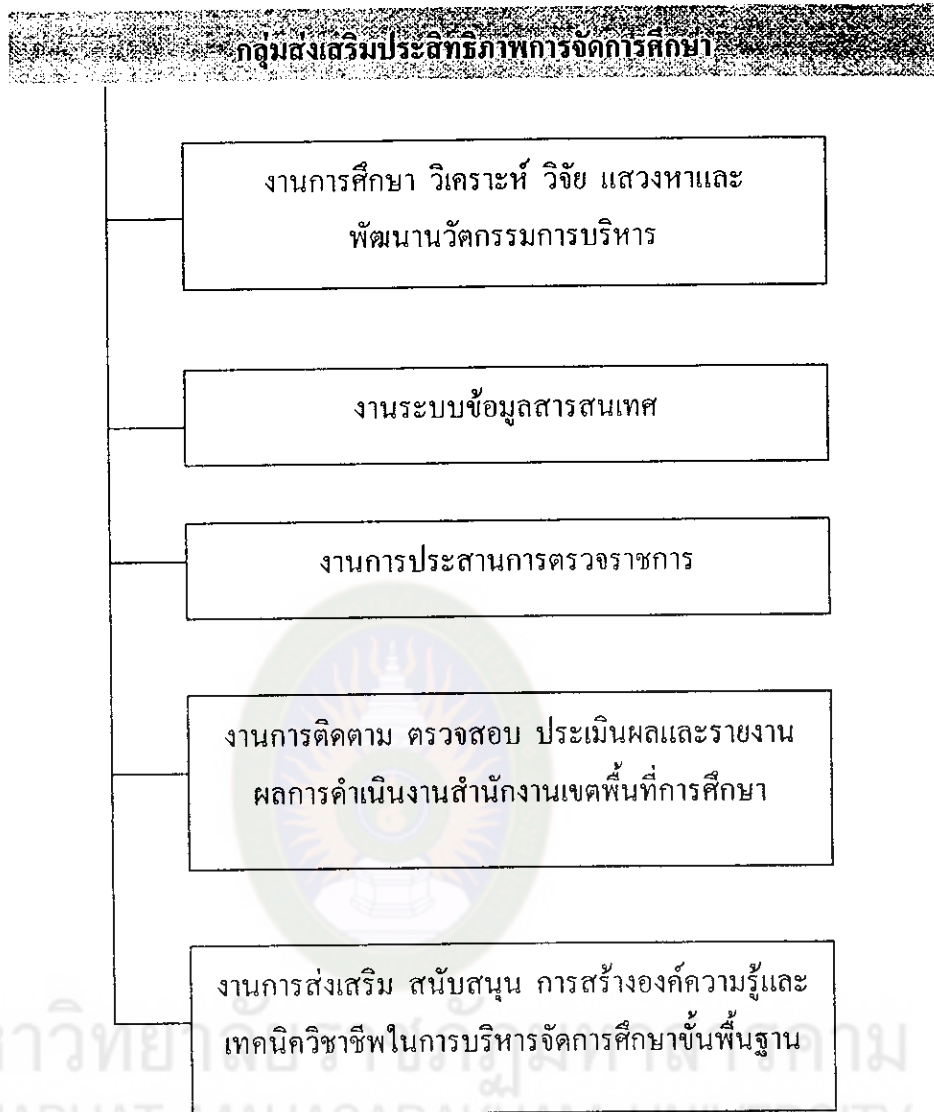 กลุ่มส่งเสริมประสิทธิภาพการจัดการศึกษา
งานการศึกษา วิเคราะห์ วิจัย แสวงหาและ
พัฒนานวัตกรรมการบริหาร
งานระบบข้อมูลสารสนเทศ
งานการประสานการตรวจราชการ
งานการติดตาม ตรวจสอบ ประเมินผลและรายงาน
ผลการดำเนินงานสำนักงานเขตพื้นที่การศึกษา
งานการส่งเสริม สนับสนุน การสร้างองค์ความรู้และ
เทคนิควิชาชีพในการบริหารจัดการศึกษาขั้นพื้นฐาน